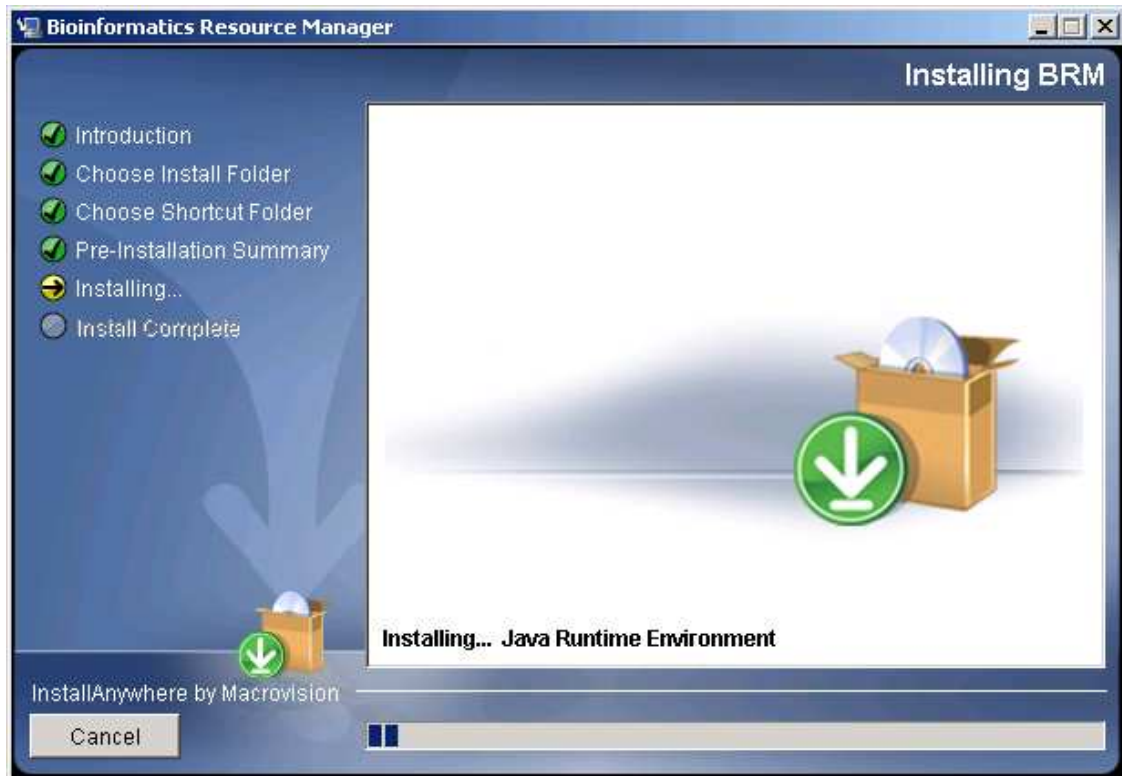 Bioinformatics Resource Manager
Installing BRM
Introduction
Choose Install Folder
Choose Shortcut Folder
Pre-Installation Summary
Installing...
Install Complete
Installing... Java Runtime Environment
InstallAnywhere by Macrovision
Cancel